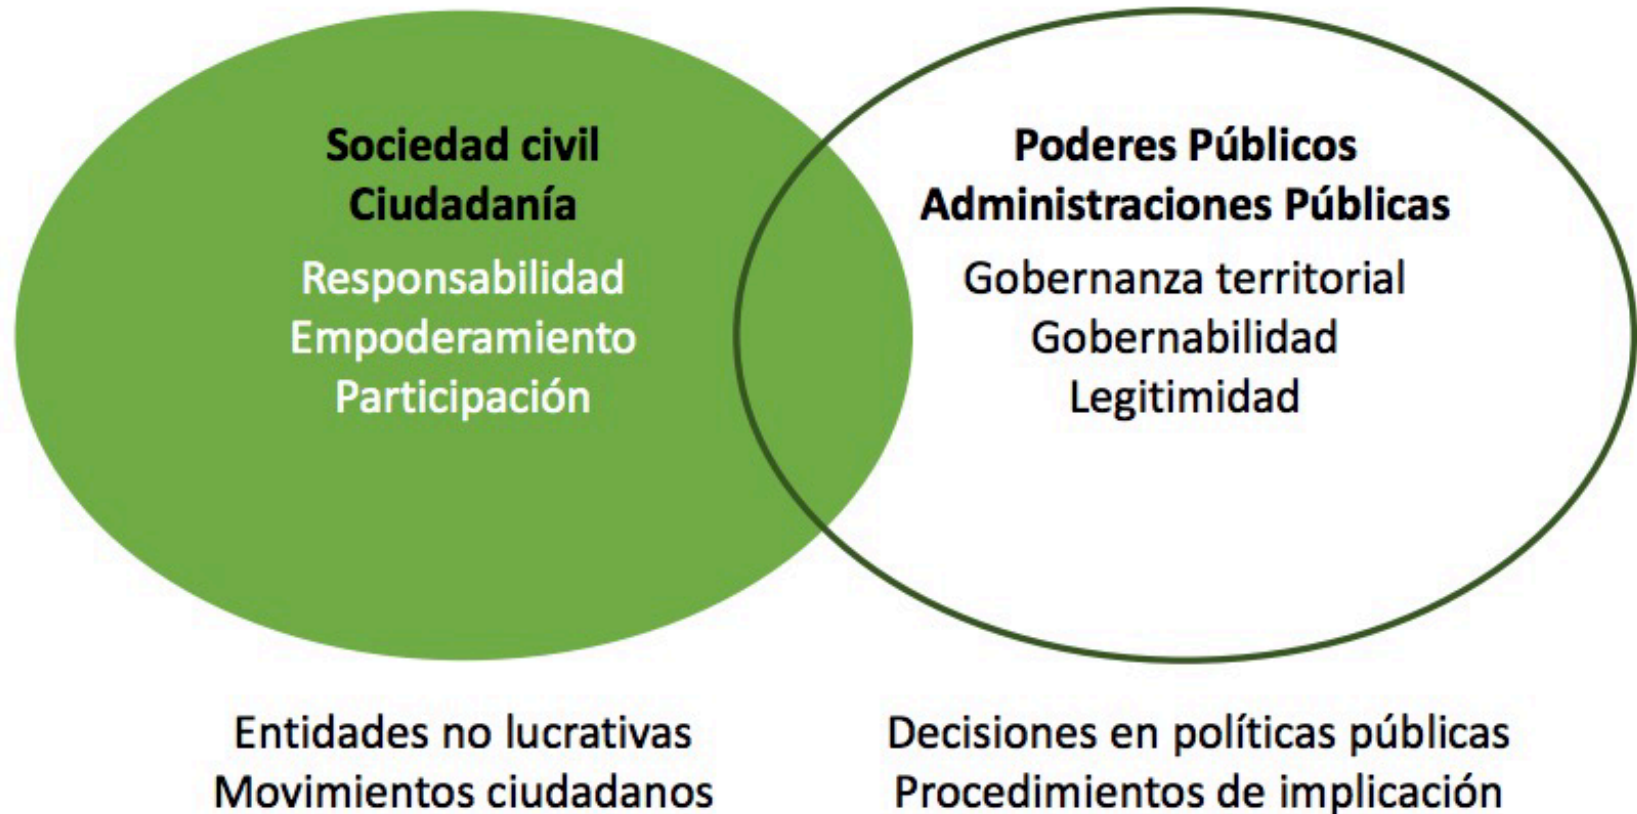 Sociedad civil
Ciudadanía
Responsabilidad
Empoderamiento
Participación
Poderes Públicos
Administraciones Públicas
Gobernanza territorial
Gobernabilidad
Legitimidad
Entidades no lucrativas
Movimientos ciudadanos
Decisiones en políticas públicas
Procedimientos de implicación